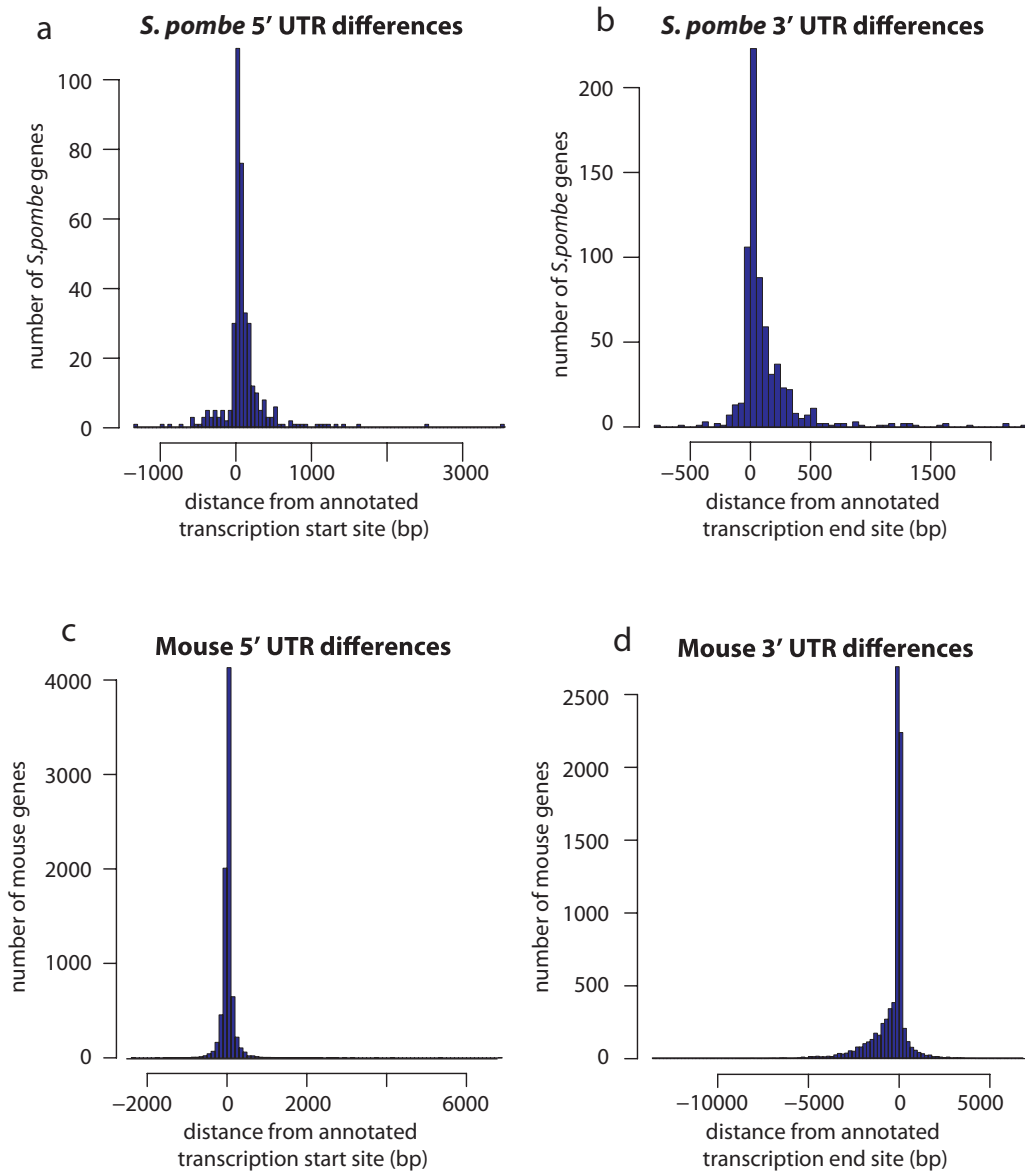 a
S. pombe 5′ UTR differences
number of S.pombe genes
100
80
60
40
20
0
−1000 0 1000 3000
distance from annotated
transcription start site (bp)
b
S. pombe 3′ UTR differences
number of S.pombe genes
200
150
100
50
0
−500 0 500 1500
distance from annotated
transcription end site (bp)
c
Mouse 5′ UTR differences
number of mouse genes
4000
3000
2000
1000
0
−2000 0 2000 6000
distance from annotated
transcription start site (bp)
d
Mouse 3′ UTR differences
number of mouse genes
2500
2000
1500
1000
500
0
−10000 −5000 0 5000
distance from annotated
transcription end site (bp)